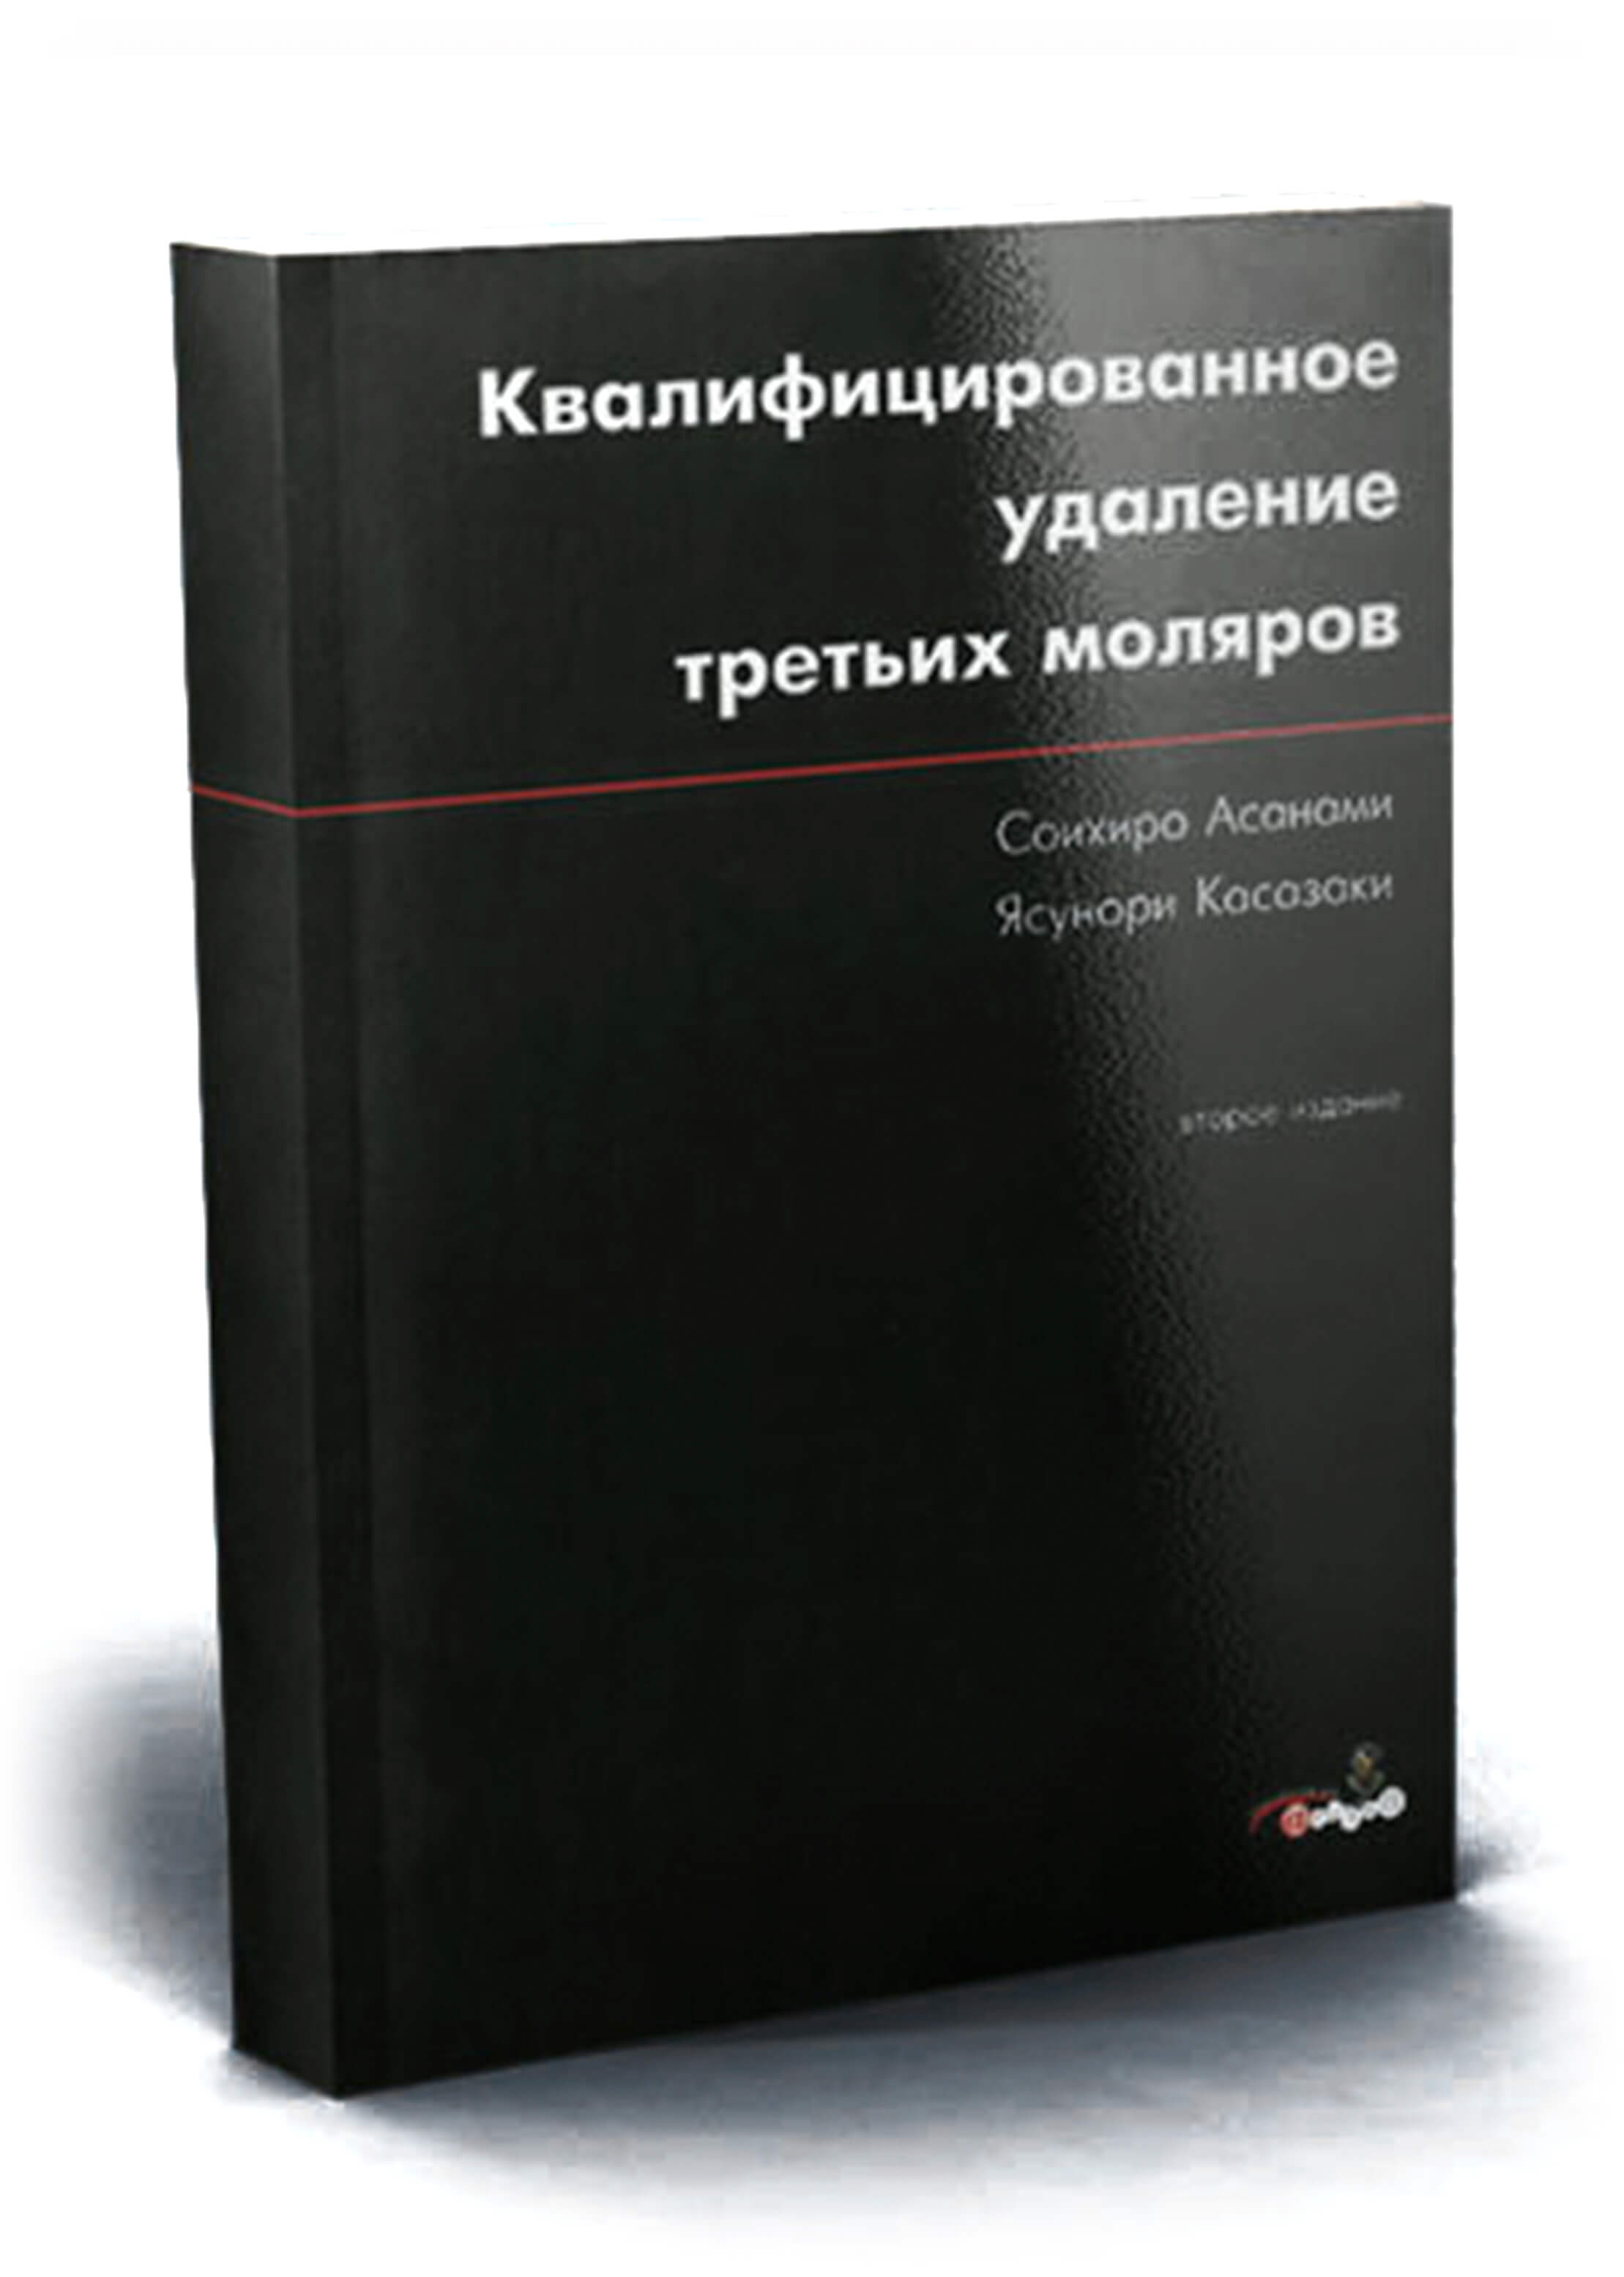 Квалифицированное
удаление
третьих моляров
Соихиро Асанами
Ясунори Касазаки
второе издание